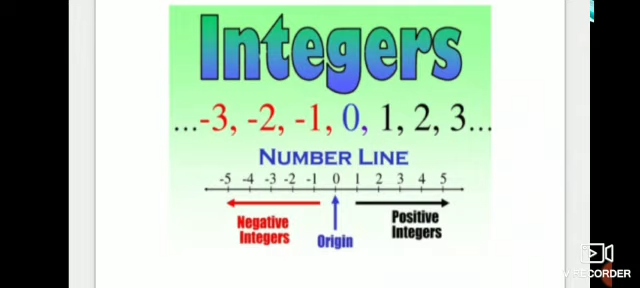 Integers
...-3, -2, -1, 0, 1, 2, 3...
NUMBER LINE
-5 -4 -3 -2 -1 0 1 2 3 4 5
Negative Integers
Origin
Positive Integers
V RECORDER